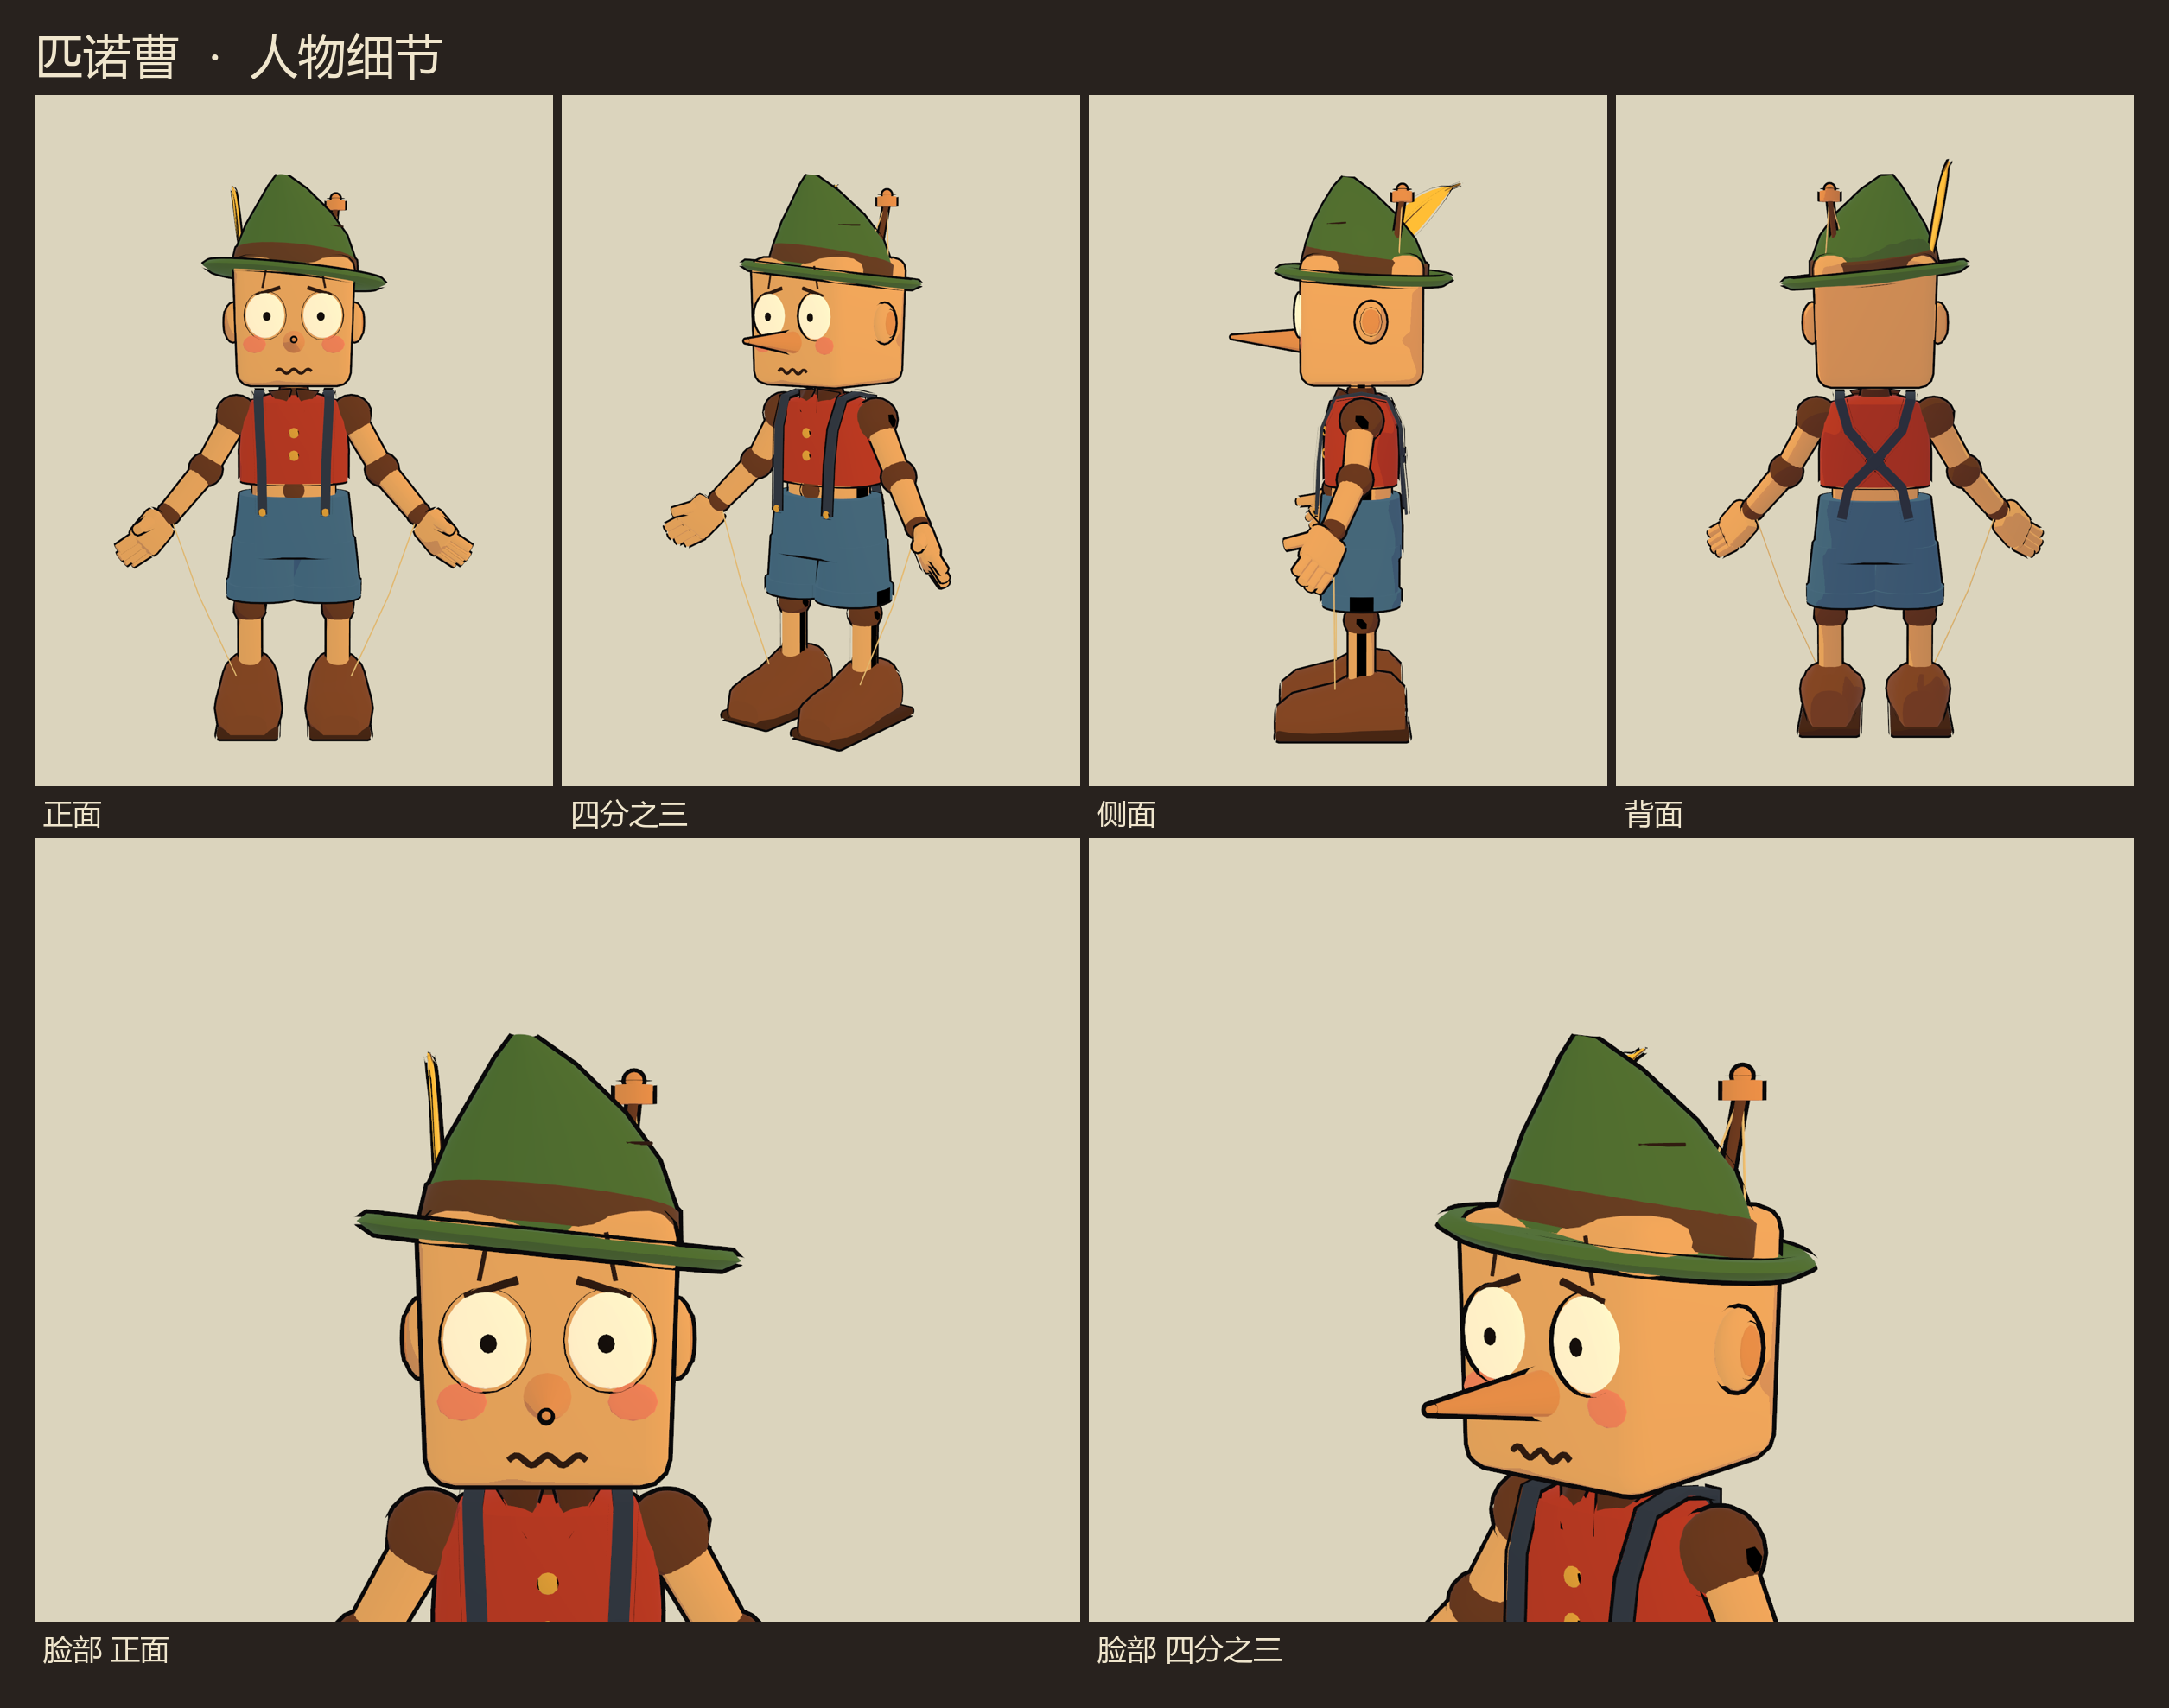 匹诺曹 · 人物细节
正面
四分之三
侧面
背面
脸部 正面
脸部 四分之三